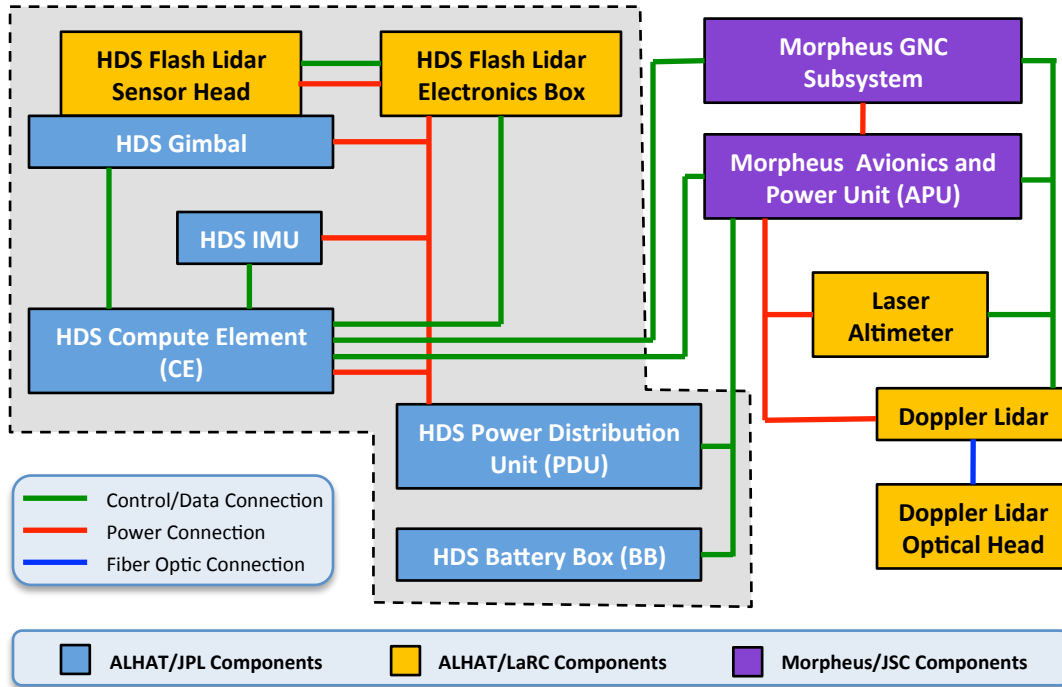 HDS Flash Lidar
Sensor Head
HDS Flash Lidar
Electronics Box
Morpheus GNC
Subsystem
HDS Gimbal
Morpheus Avionics and
Power Unit (APU)
HDS IMU
Laser
Altimeter
HDS Compute Element
(CE)
Doppler Lidar
HDS Power Distribution
Unit (PDU)
Doppler Lidar
Optical Head
HDS Battery Box (BB)
Control/Data Connection
Power Connection
Fiber Optic Connection
ALHAT/JPL Components
ALHAT/LaRC Components
Morpheus/JSC Components